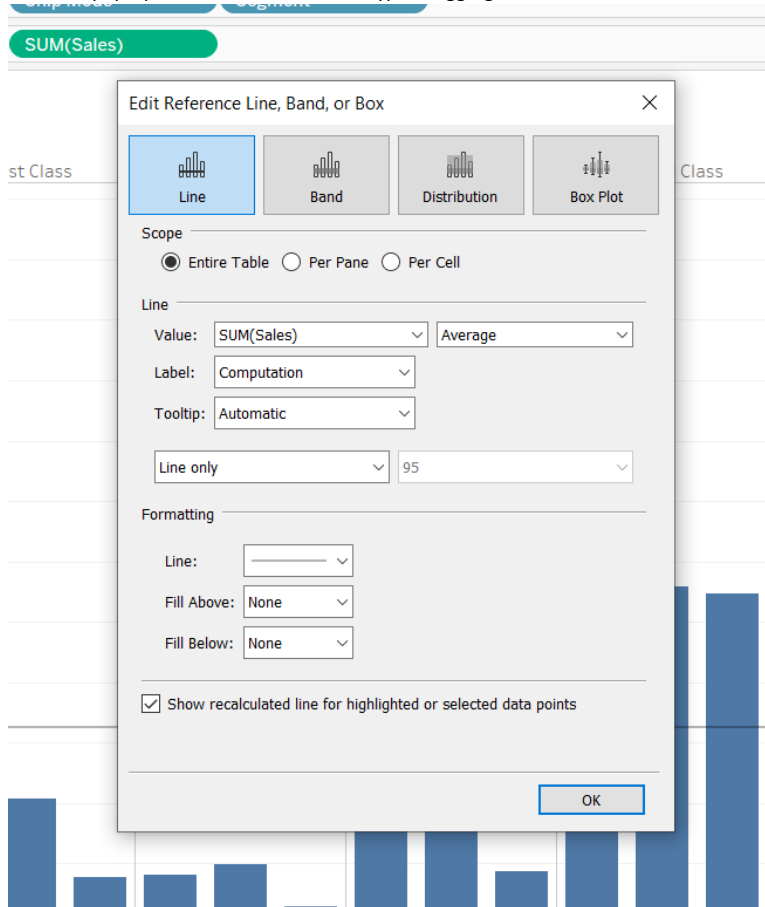 SUM(Sales)
Edit Reference Line, Band, or Box
st Class
Class
Line Band Distribution Box Plot
Scope
Entire Table Per Pane Per Cell
Line
Value: SUM(Sales) Average
Label: Computation
Tooltip: Automatic
Line only 95
Formatting
Line:
Fill Above: None
Fill Below: None
Show recalculated line for highlighted or selected data points
OK